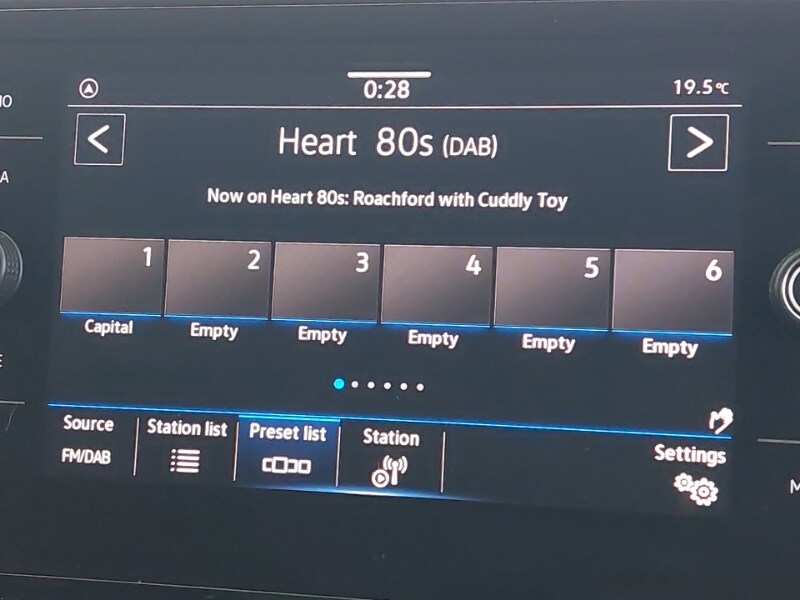 0:28
19.5°C
Heart 80s (DAB)
Now on Heart 80s: Roachford with Cuddly Toy
1 2 3 4 5 6
Capital Empty Empty Empty Empty Empty
Source Station list Preset list Station Settings
FM/DAB